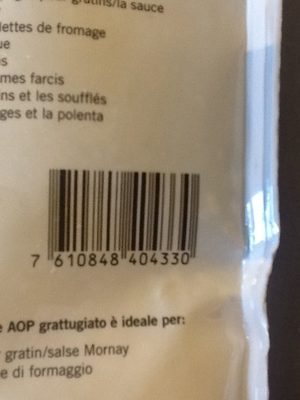 gratins/la sauce
lettes de fromage
ue
s
mes farcis
ns et les soufflés
ges et la polenta
7 610848 404330
e AOP grattugiato è ideale per:
gratin/salse Mornay
e di formaggio